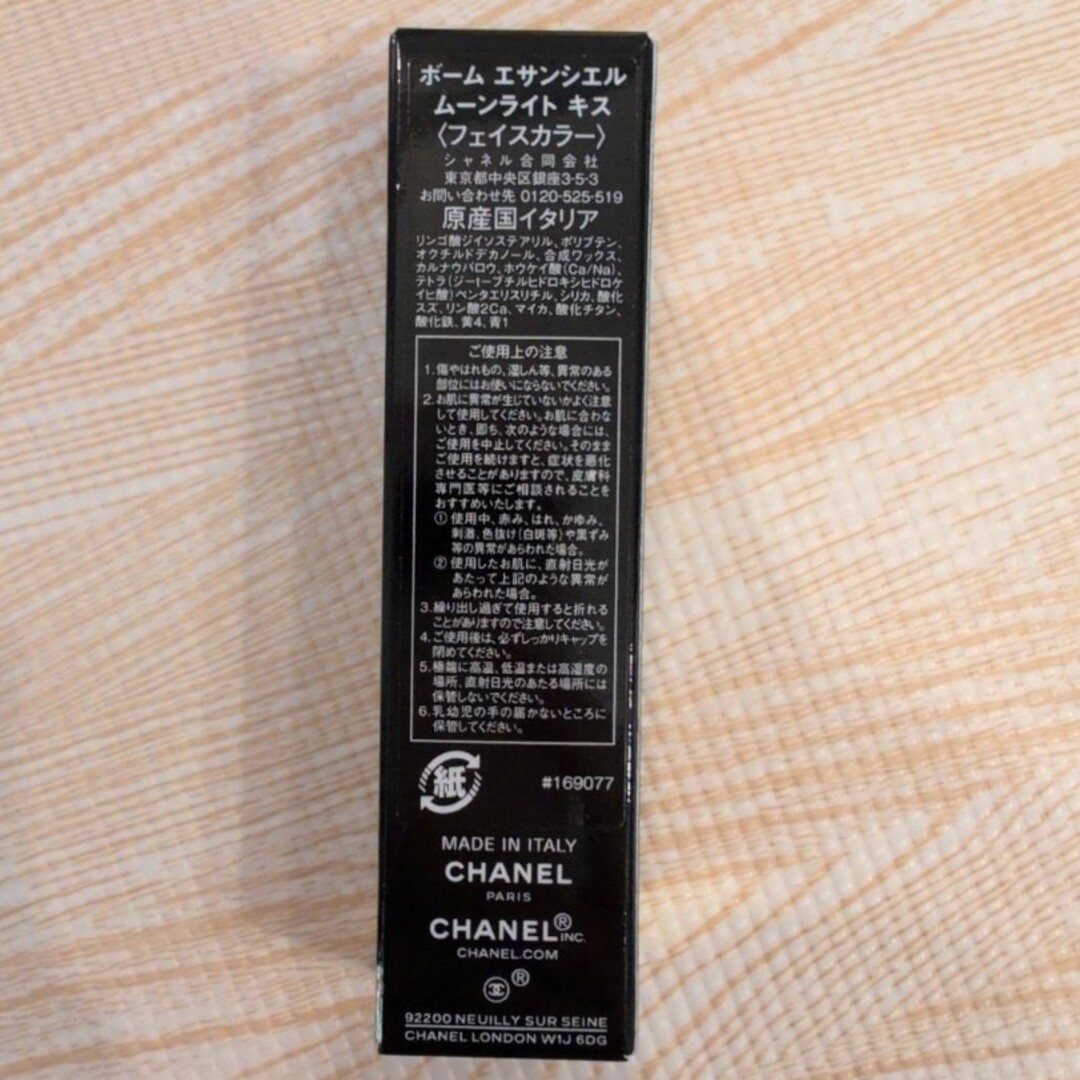 ボーム エサンシエル
ムーンライト キス
〈フェイスカラー〉
シャネル合同会社
東京都中央区銀座3-5-3
お問い合わせ先 0120-525-519
原産国イタリア
リンゴ酸ジイソステアリル、ポリブテン、
オクチルドデカノール、合成ワックス、
カルナウバロウ、ホウケイ酸(Ca/Na)、
テトラ(ジーt-ブチルヒドロキシヒドロケ
イヒ酸)ペンタエリスリチル、シリカ、酸化
スズ、リン酸2Ca、マイカ、酸化チタン、
酸化鉄、黄4、青1
ご使用上の注意
1.傷やはれもの、湿しん等、異常のある
部位にはお使いにならないでください。
2.お肌に異常が生じていないかよく注意
して使用してください。お肌に合わな
いとき、即ち、次のような場合には、
ご使用を中止してください。そのまま
ご使用を続けますと、症状を悪化
させることがありますので、皮膚科
専門医等にご相談されることを
おすすめいたします。
① 使用中、赤み、はれ、かゆみ、
刺激、色抜け(白斑等)や黒ずみ
等の異常があらわれた場合。
② 使用したお肌に、直射日光が
あたって上記のような異常が
あらわれた場合。
3.繰り出し過ぎて使用すると折れる
ことがありますので注意してください。
4.ご使用後は、必ずしっかりキャップを
閉めてください。
5.極端に高温、低温または高湿度の
場所、直射日光のあたる場所には
保管しないでください。
6.乳幼児の手の届かないところに
保管してください。
紙
#169077
MADE IN ITALY
CHANEL
PARIS
CHANEL® INC.
CHANEL.COM
®
92200 NEUILLY SUR SEINE
CHANEL LONDON W1J 6DG